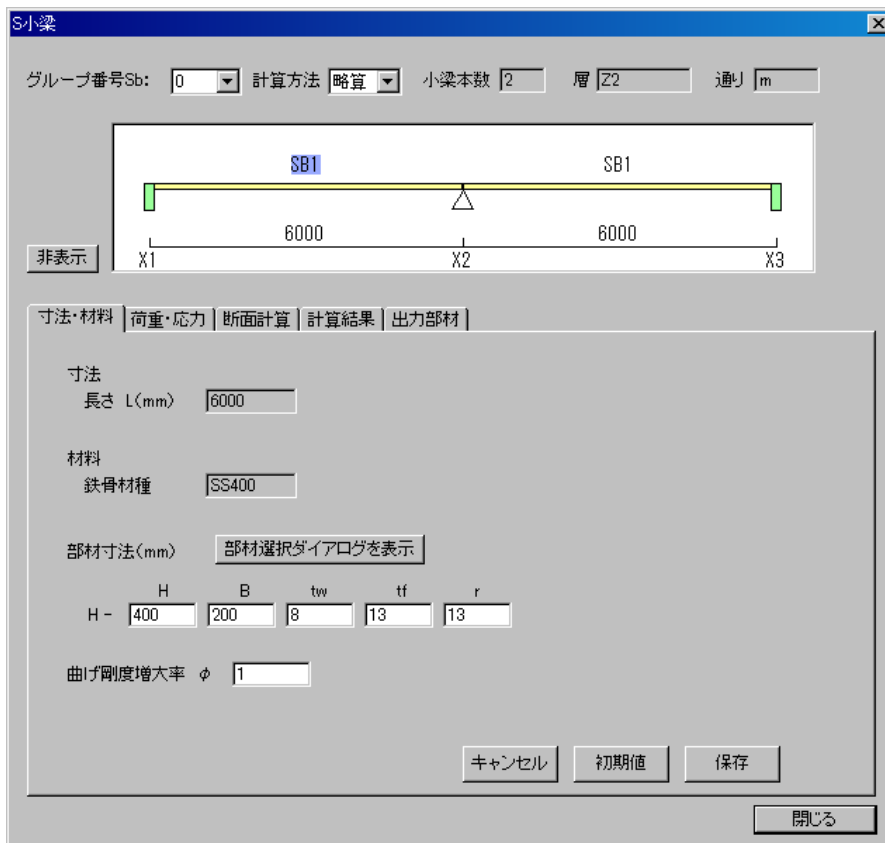 S小梁
グループ番号Sb: 0 計算方法 略算 小梁本数 2 層 Z2 通り m
SB1 SB1
6000 6000
非表示 X1 X2 X3
寸法・材料 荷重・応力 断面計算 計算結果 出力部材
寸法
長さ L(mm) 6000
材料
鉄骨材種 SS400
部材寸法(mm) 部材選択ダイアログを表示
H B tw tf r
H - 400 200 8 13 13
曲げ剛度増大率 φ 1
キャンセル 初期値 保存
閉じる